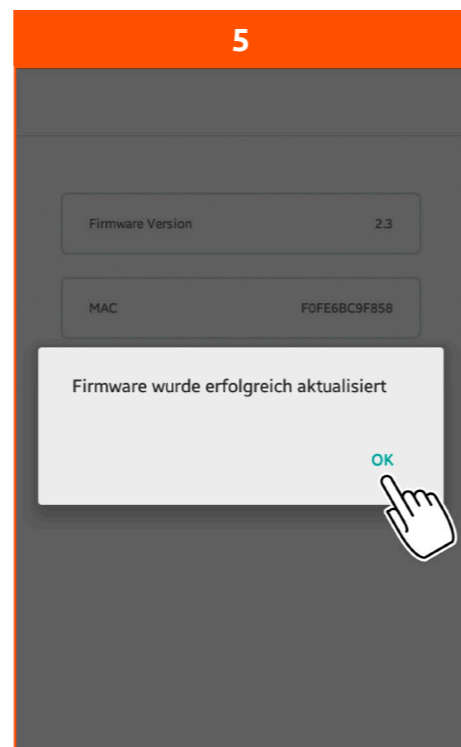 5
Firmware Version 2.3
MAC F0FE6BC9F858
Firmware wurde erfolgreich aktualisiert
OK